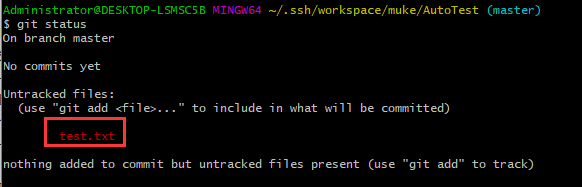 Administrator@DESKTOP-LSMSC5B MINGW64 ~/.ssh/workspace/muke/AutoTest (master)
$ git status
On branch master
No commits yet
Untracked files:
(use "git add <file>..." to include in what will be committed)
test.txt
nothing added to commit but untracked files present (use "git add" to track)